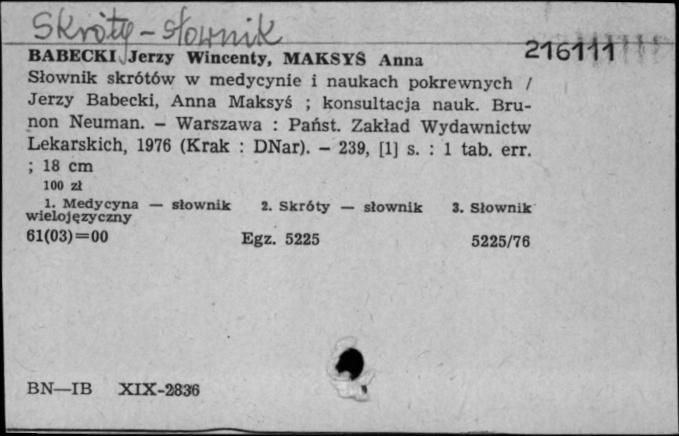 Skróty - słownik
BABECKI Jerzy Wincenty, MAKSYŚ Anna 216111
Słownik skrótów w medycynie i naukach pokrewnych /
Jerzy Babecki, Anna Maksyś ; konsultacja nauk. Bru-
non Neuman. — Warszawa : Państ. Zakład Wydawnictw
Lekarskich, 1976 (Krak : DNar). — 239, [1] s. : 1 tab. err.
; 18 cm
100 zł
1. Medycyna — słownik 2. Skróty — słownik 3. Słownik
wielojęzyczny
61(03)=00 Egz. 5225 5225/76
BN—IB XIX-2836